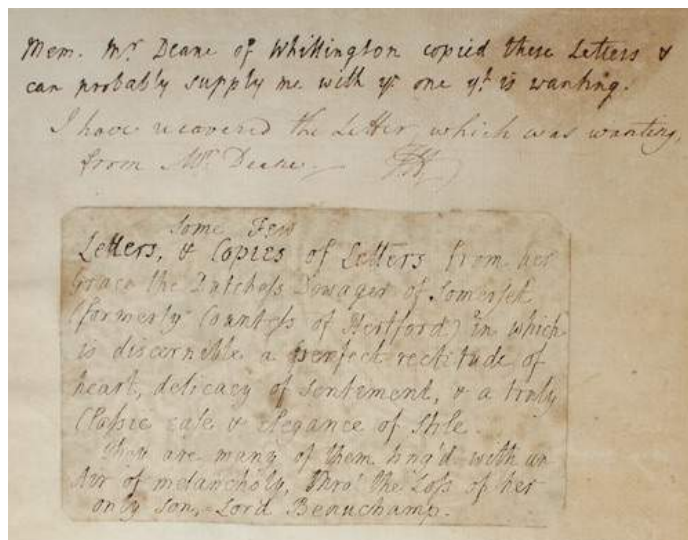 Mem. Mr Deane of Whittington copied these Letters &
can probably supply me with ye one yt is wanting.
I have recovered the Letter, which was wanting,
from Mr Deane.
Some Few
Letters, & Copies of Letters from her
Grace the Dutchess Dowager of Somerset
(formerly Countess of Hertford) in which
is discernible a perfect rectitude of
heart, delicacy of sentiment, & a truly
Classic ease & elegance of Stile.
They are many of them ting'd with an
Air of melancholy, thro' the Loss of her
only son, Lord Beauchamp.